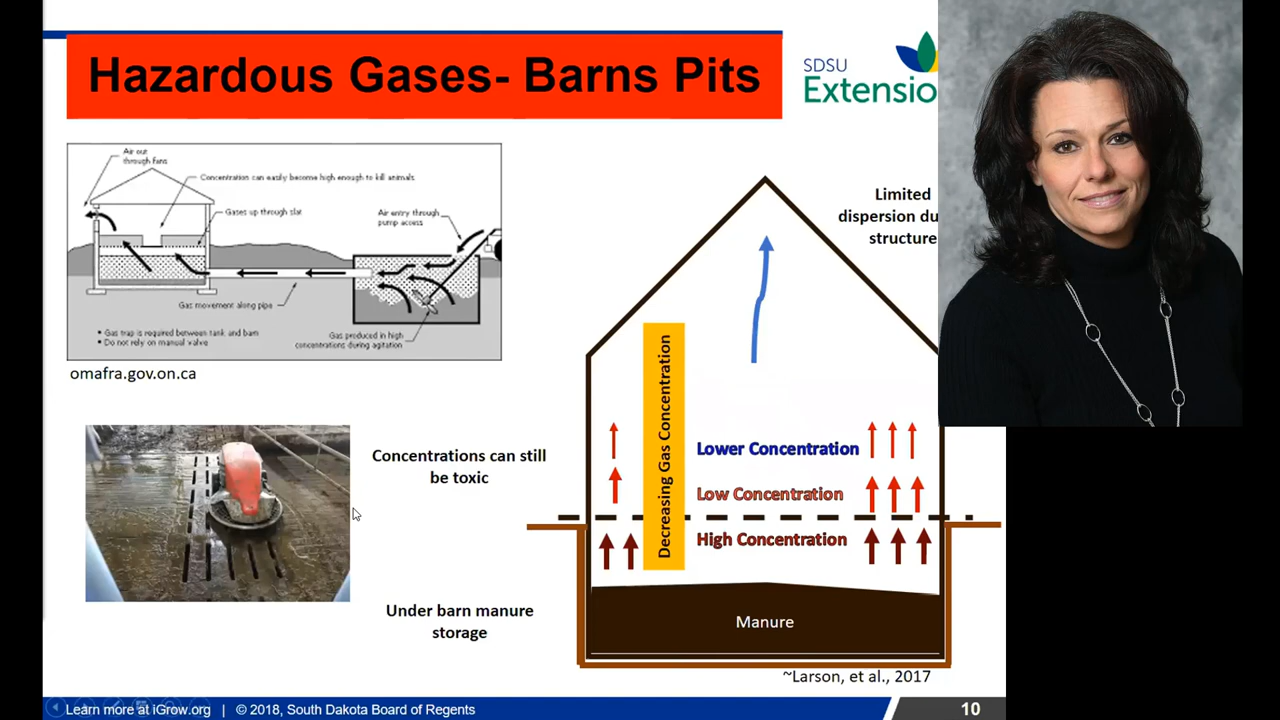 Hazardous Gases- Barns Pits
SDSU
Extensio
Air out
through fans
Concentration can easily become high enough to kill animals
Gases up through slat
Air entry through
pump access
Gas movement along pipe
• Gas trap is required between tank and barn
• Do not rely on manual valve
Gas produced in high
concentrations during agitation
omafra.gov.on.ca
Limited
dispersion du
structure
Decreasing Gas Concentration
Concentrations can still
be toxic
Lower Concentration
Low Concentration
High Concentration
Under barn manure
storage
Manure
~Larson, et al., 2017
Learn more at iGrow.org | © 2018, South Dakota Board of Regents
10